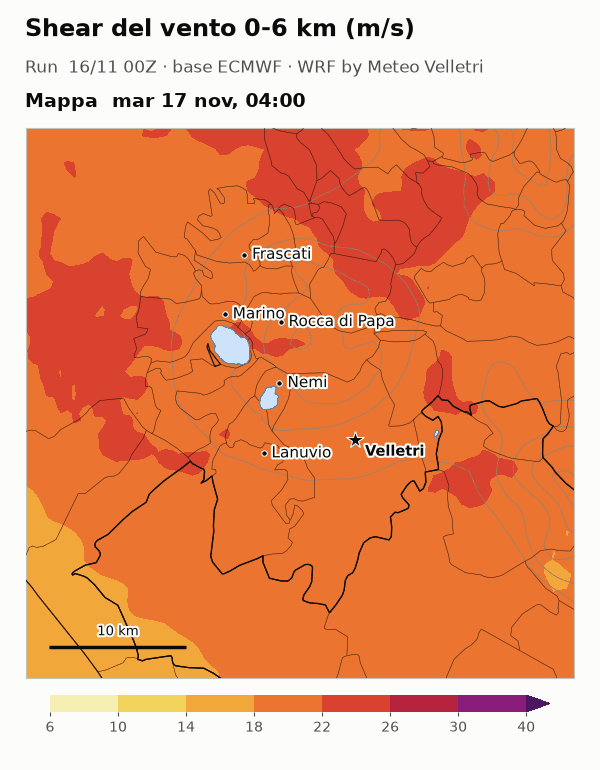 Shear del vento 0-6 km (m/s)
Run  16/11 00Z · base ECMWF · WRF by Meteo Velletri
Mappa  mar 17 nov, 04:00
Frascati
Marino
Rocca di Papa
Nemi
Velletri
Lanuvio
10 km
6 10 14 18 22 26 30 40